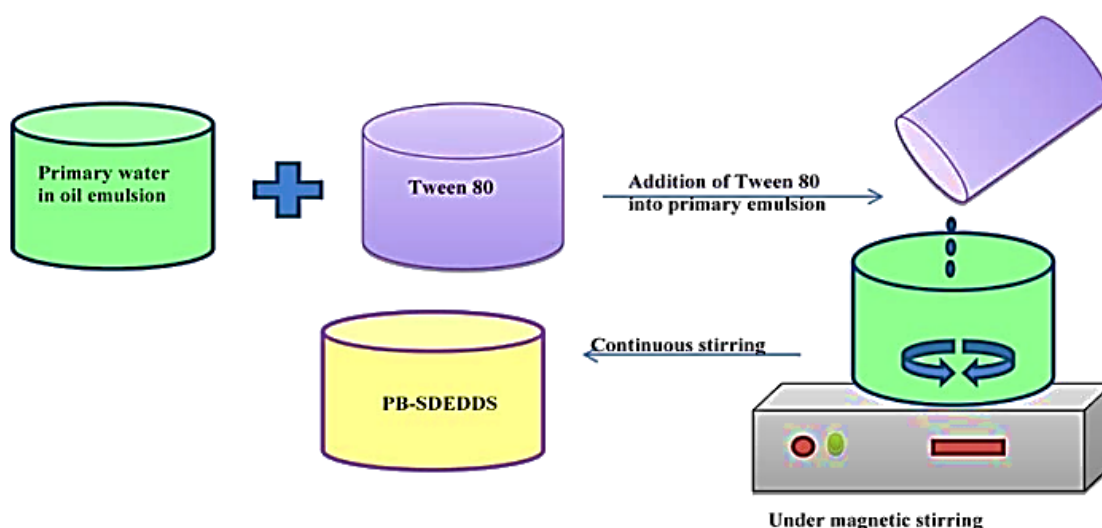 Primary water
in oil emulsion
Tween 80
Addition of Tween 80
into primary emulsion
Continuous stirring
PB-SDEDDS
Under magnetic stirring